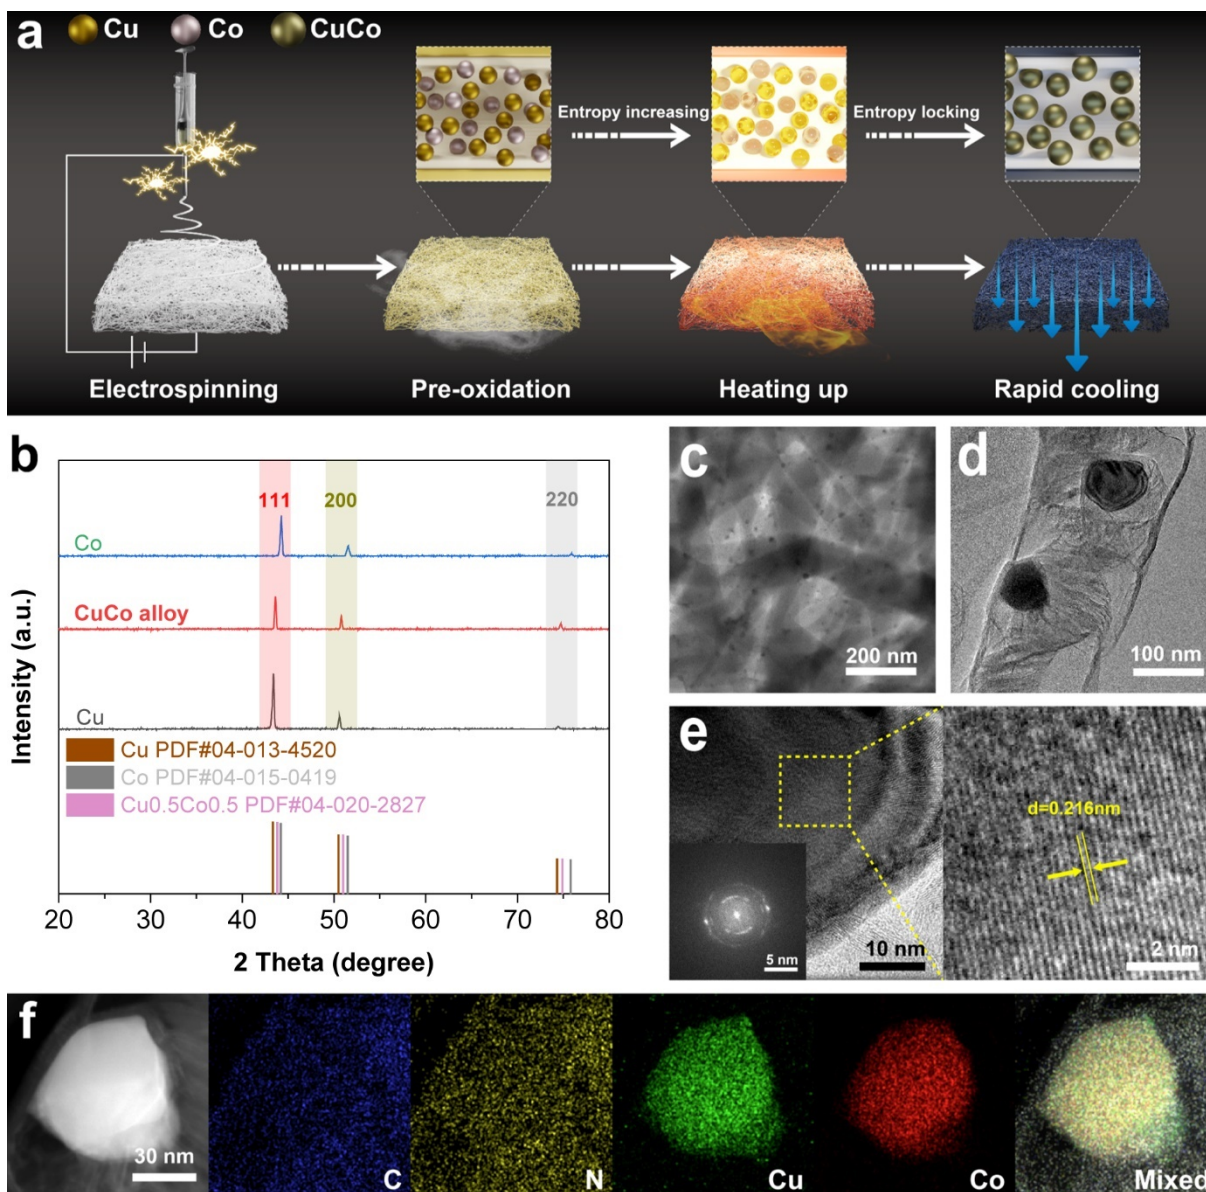 a
Cu
Co
CuCo
Entropy increasing
Entropy locking
Electrospinning
Pre-oxidation
Heating up
Rapid cooling
b
111
200
220
Co
CuCo alloy
Cu
Cu PDF#04-013-4520
Co PDF#04-015-0419
Cu0.5Co0.5 PDF#04-020-2827
Intensity (a.u.)
20 30 40 50 60 70 80
2 Theta (degree)
c
200 nm
d
100 nm
e
5 nm
10 nm
d=0.216nm
2 nm
f
30 nm
C
N
Cu
Co
Mixed